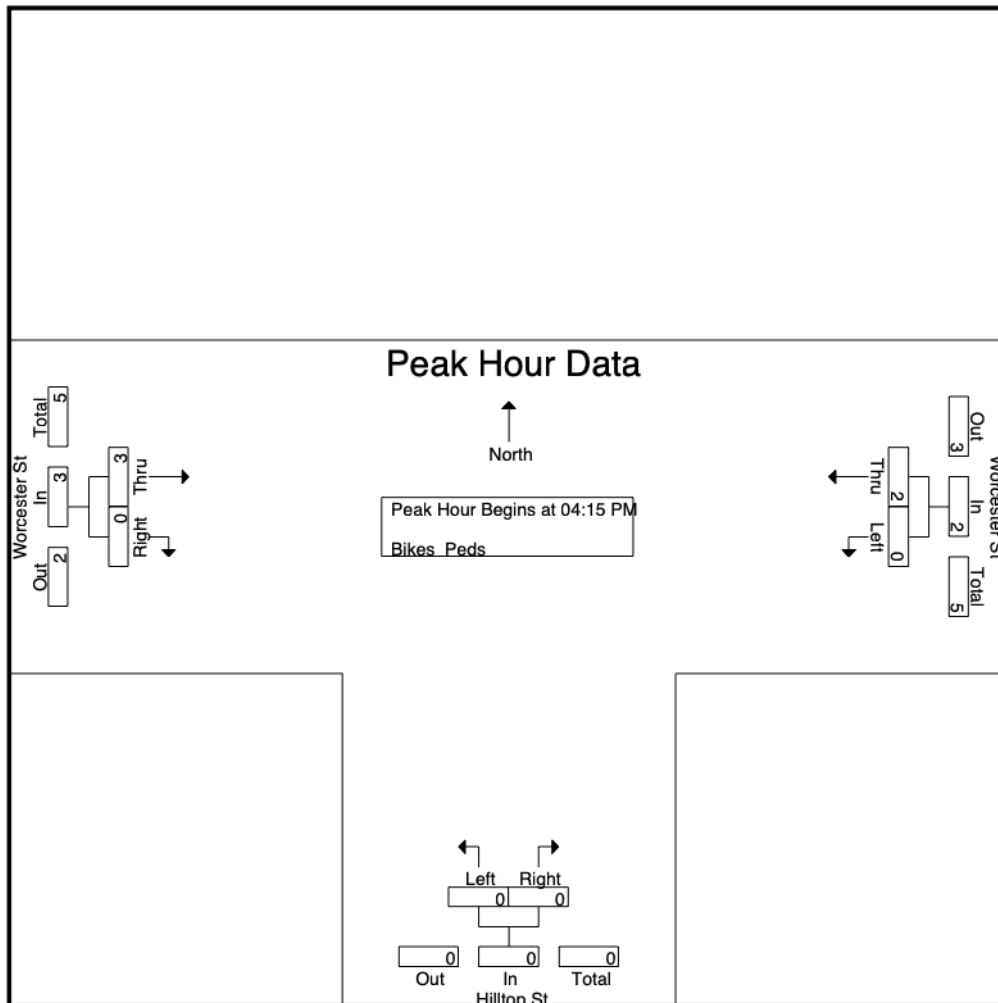 Peak Hour Data
North
Peak Hour Begins at 04:15 PM
Bikes Peds
Worcester St
Total
5
In
3
Out
2
3
Thru
0
Right
Worcester St
Out
3
In
2
Total
5
Thru
2
Left
0
Left Right
0 0
0 0 0
Out In Total
Hilltop St